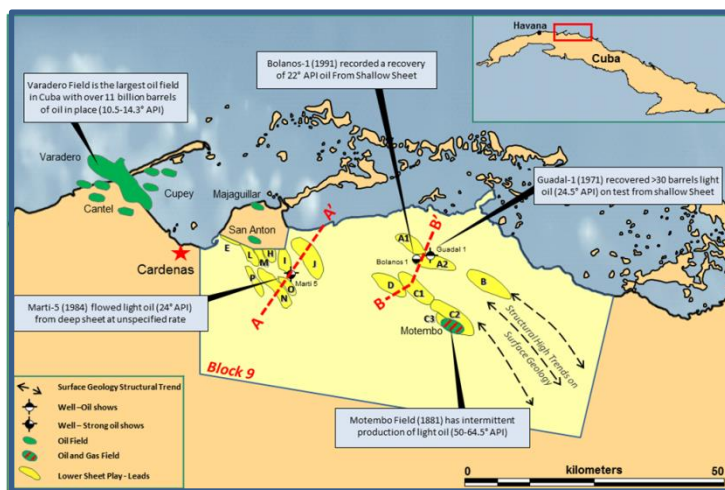 Havana
Cuba
Varadero Field is the largest oil field
in Cuba with over 11 billion barrels
of oil in place (10.5-14.3° API)
Bolanos-1 (1991) recorded a recovery
of 22° API oil From Shallow Sheet
Guadal-1 (1971) recovered >30 barrels light
oil (24.5° API) on test from shallow Sheet
Varadero
Cupey
Cantel
Majaguillar
San Anton
Cardenas
A'
B'
E
L
M
H
I
J
P
O
N
Marti 5
A
A1
Guadal 1
Bolanos 1
A2
B
D
B
C1
C2
C3
Motembo
Structural High Trends on
Surface Geology
Marti-5 (1984) flowed light oil (24° API)
from deep sheet at unspecified rate
Block 9
Motembo Field (1881) has intermittent
production of light oil (50-64.5° API)
Surface Geology Structural Trend
Well –Oil shows
Well – Strong oil shows
Oil Field
Oil and Gas Field
Lower Sheet Play - Leads
0 kilometers 50